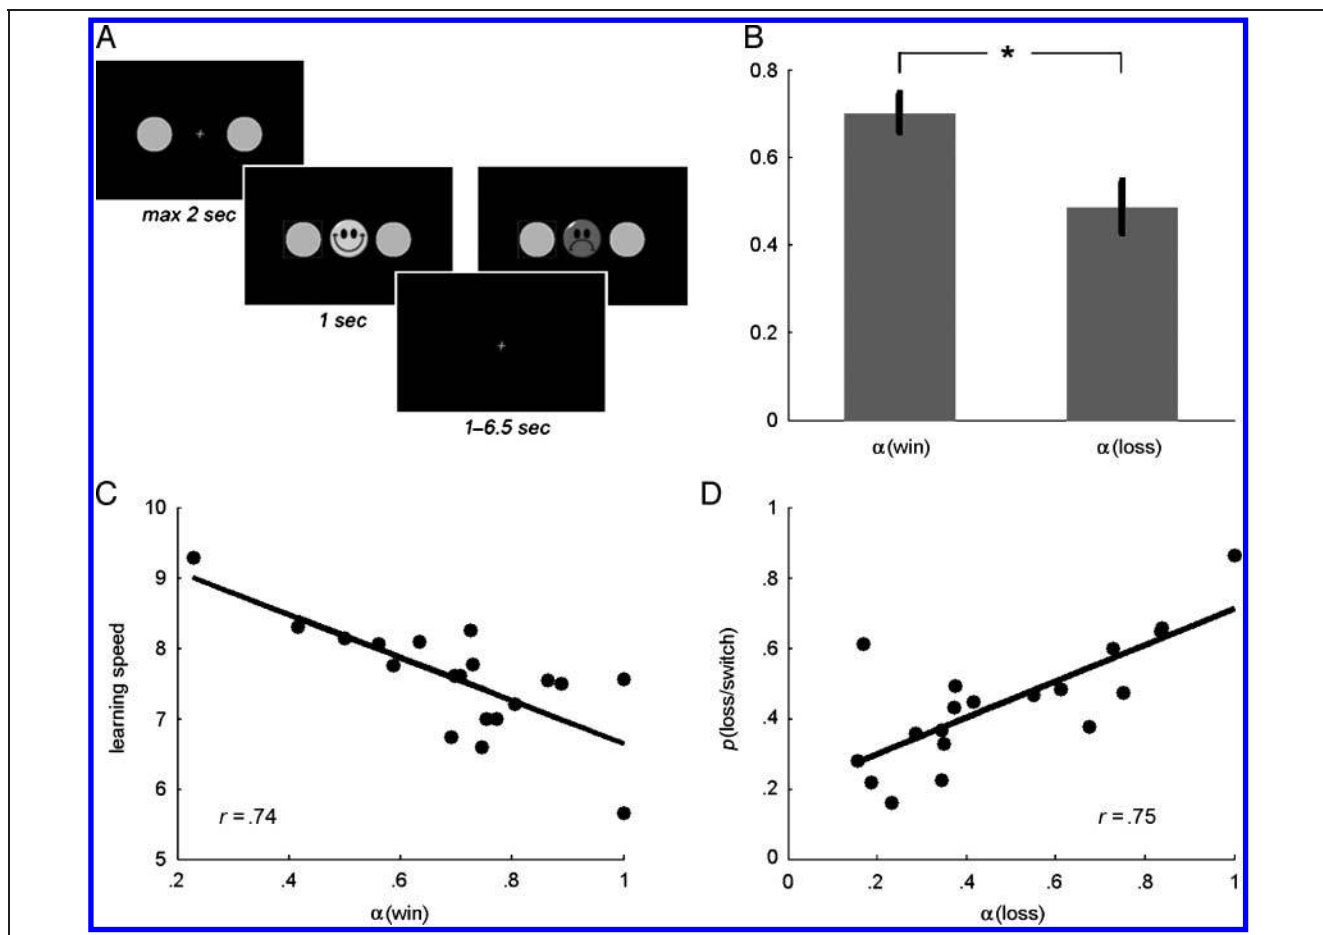 A
max 2 sec
1 sec
1–6.5 sec
B
*
0.8
0.6
0.4
0.2
0
α(win)
α(loss)
C
10
9
8
7
6
5
learning speed
r = .74
.2
.4
.6
.8
1
α(win)
D
1
.8
.6
.4
.2
0
p(loss/switch)
r = .75
0
.2
.4
.6
.8
1
α(loss)